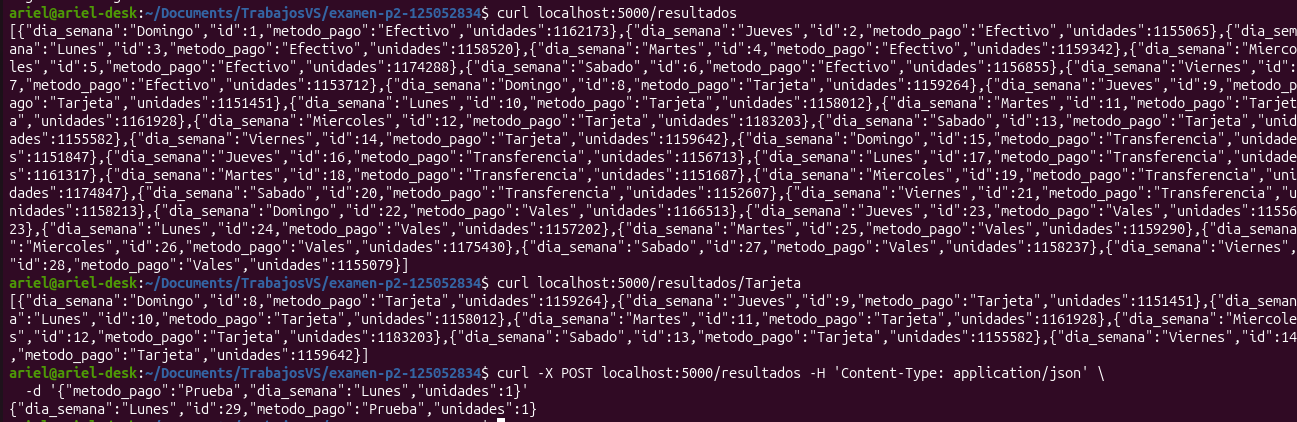 ariel@ariel-desk:~/Documents/TrabajosVS/examen-p2-125052834$ curl localhost:5000/resultados
[{"dia_semana":"Domingo","id":1,"metodo_pago":"Efectivo","unidades":1162173},{"dia_semana":"Jueves","id":2,"metodo_pago":"Efectivo","unidades":1155065},{"dia_sem
ana":"Lunes","id":3,"metodo_pago":"Efectivo","unidades":1158520},{"dia_semana":"Martes","id":4,"metodo_pago":"Efectivo","unidades":1159342},{"dia_semana":"Mierco
les","id":5,"metodo_pago":"Efectivo","unidades":1174288},{"dia_semana":"Sabado","id":6,"metodo_pago":"Efectivo","unidades":1156855},{"dia_semana":"Viernes","id":
7,"metodo_pago":"Efectivo","unidades":1153712},{"dia_semana":"Domingo","id":8,"metodo_pago":"Tarjeta","unidades":1159264},{"dia_semana":"Jueves","id":9,"metodo_p
ago":"Tarjeta","unidades":1151451},{"dia_semana":"Lunes","id":10,"metodo_pago":"Tarjeta","unidades":1158012},{"dia_semana":"Martes","id":11,"metodo_pago":"Tarjet
a","unidades":1161928},{"dia_semana":"Miercoles","id":12,"metodo_pago":"Tarjeta","unidades":1183203},{"dia_semana":"Sabado","id":13,"metodo_pago":"Tarjeta","unid
ades":1155582},{"dia_semana":"Viernes","id":14,"metodo_pago":"Tarjeta","unidades":1159642},{"dia_semana":"Domingo","id":15,"metodo_pago":"Transferencia","unidade
s":1151847},{"dia_semana":"Jueves","id":16,"metodo_pago":"Transferencia","unidades":1156713},{"dia_semana":"Lunes","id":17,"metodo_pago":"Transferencia","unidade
s":1161317},{"dia_semana":"Martes","id":18,"metodo_pago":"Transferencia","unidades":1151687},{"dia_semana":"Miercoles","id":19,"metodo_pago":"Transferencia","uni
dades":1174847},{"dia_semana":"Sabado","id":20,"metodo_pago":"Transferencia","unidades":1152607},{"dia_semana":"Viernes","id":21,"metodo_pago":"Transferencia","u
nidades":1158213},{"dia_semana":"Domingo","id":22,"metodo_pago":"Vales","unidades":1166513},{"dia_semana":"Jueves","id":23,"metodo_pago":"Vales","unidades":11556
23},{"dia_semana":"Lunes","id":24,"metodo_pago":"Vales","unidades":1157202},{"dia_semana":"Martes","id":25,"metodo_pago":"Vales","unidades":1159290},{"dia_semana
":"Miercoles","id":26,"metodo_pago":"Vales","unidades":1175430},{"dia_semana":"Sabado","id":27,"metodo_pago":"Vales","unidades":1158237},{"dia_semana":"Viernes",
"id":28,"metodo_pago":"Vales","unidades":1155079}]
ariel@ariel-desk:~/Documents/TrabajosVS/examen-p2-125052834$ curl localhost:5000/resultados/Tarjeta
[{"dia_semana":"Domingo","id":8,"metodo_pago":"Tarjeta","unidades":1159264},{"dia_semana":"Jueves","id":9,"metodo_pago":"Tarjeta","unidades":1151451},{"dia_seman
a":"Lunes","id":10,"metodo_pago":"Tarjeta","unidades":1158012},{"dia_semana":"Martes","id":11,"metodo_pago":"Tarjeta","unidades":1161928},{"dia_semana":"Miercole
s","id":12,"metodo_pago":"Tarjeta","unidades":1183203},{"dia_semana":"Sabado","id":13,"metodo_pago":"Tarjeta","unidades":1155582},{"dia_semana":"Viernes","id":14
,"metodo_pago":"Tarjeta","unidades":1159642}]
ariel@ariel-desk:~/Documents/TrabajosVS/examen-p2-125052834$ curl -X POST localhost:5000/resultados -H 'Content-Type: application/json' \
-d '{"metodo_pago":"Prueba","dia_semana":"Lunes","unidades":1}'
{"dia_semana":"Lunes","id":29,"metodo_pago":"Prueba","unidades":1}